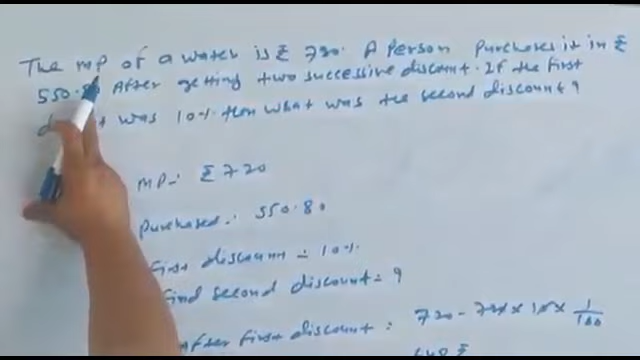 The MP of a water is ₹ 720. A Person Purchases it in ₹
550.80 After getting two successive discount. If the first
was 10% then what was the second discount ?
MP-: ₹ 720
Purchased-: 550.80
First discount = 10%
Find second discount = ?
After first discount : 720 - 720 × 10 × 1/100